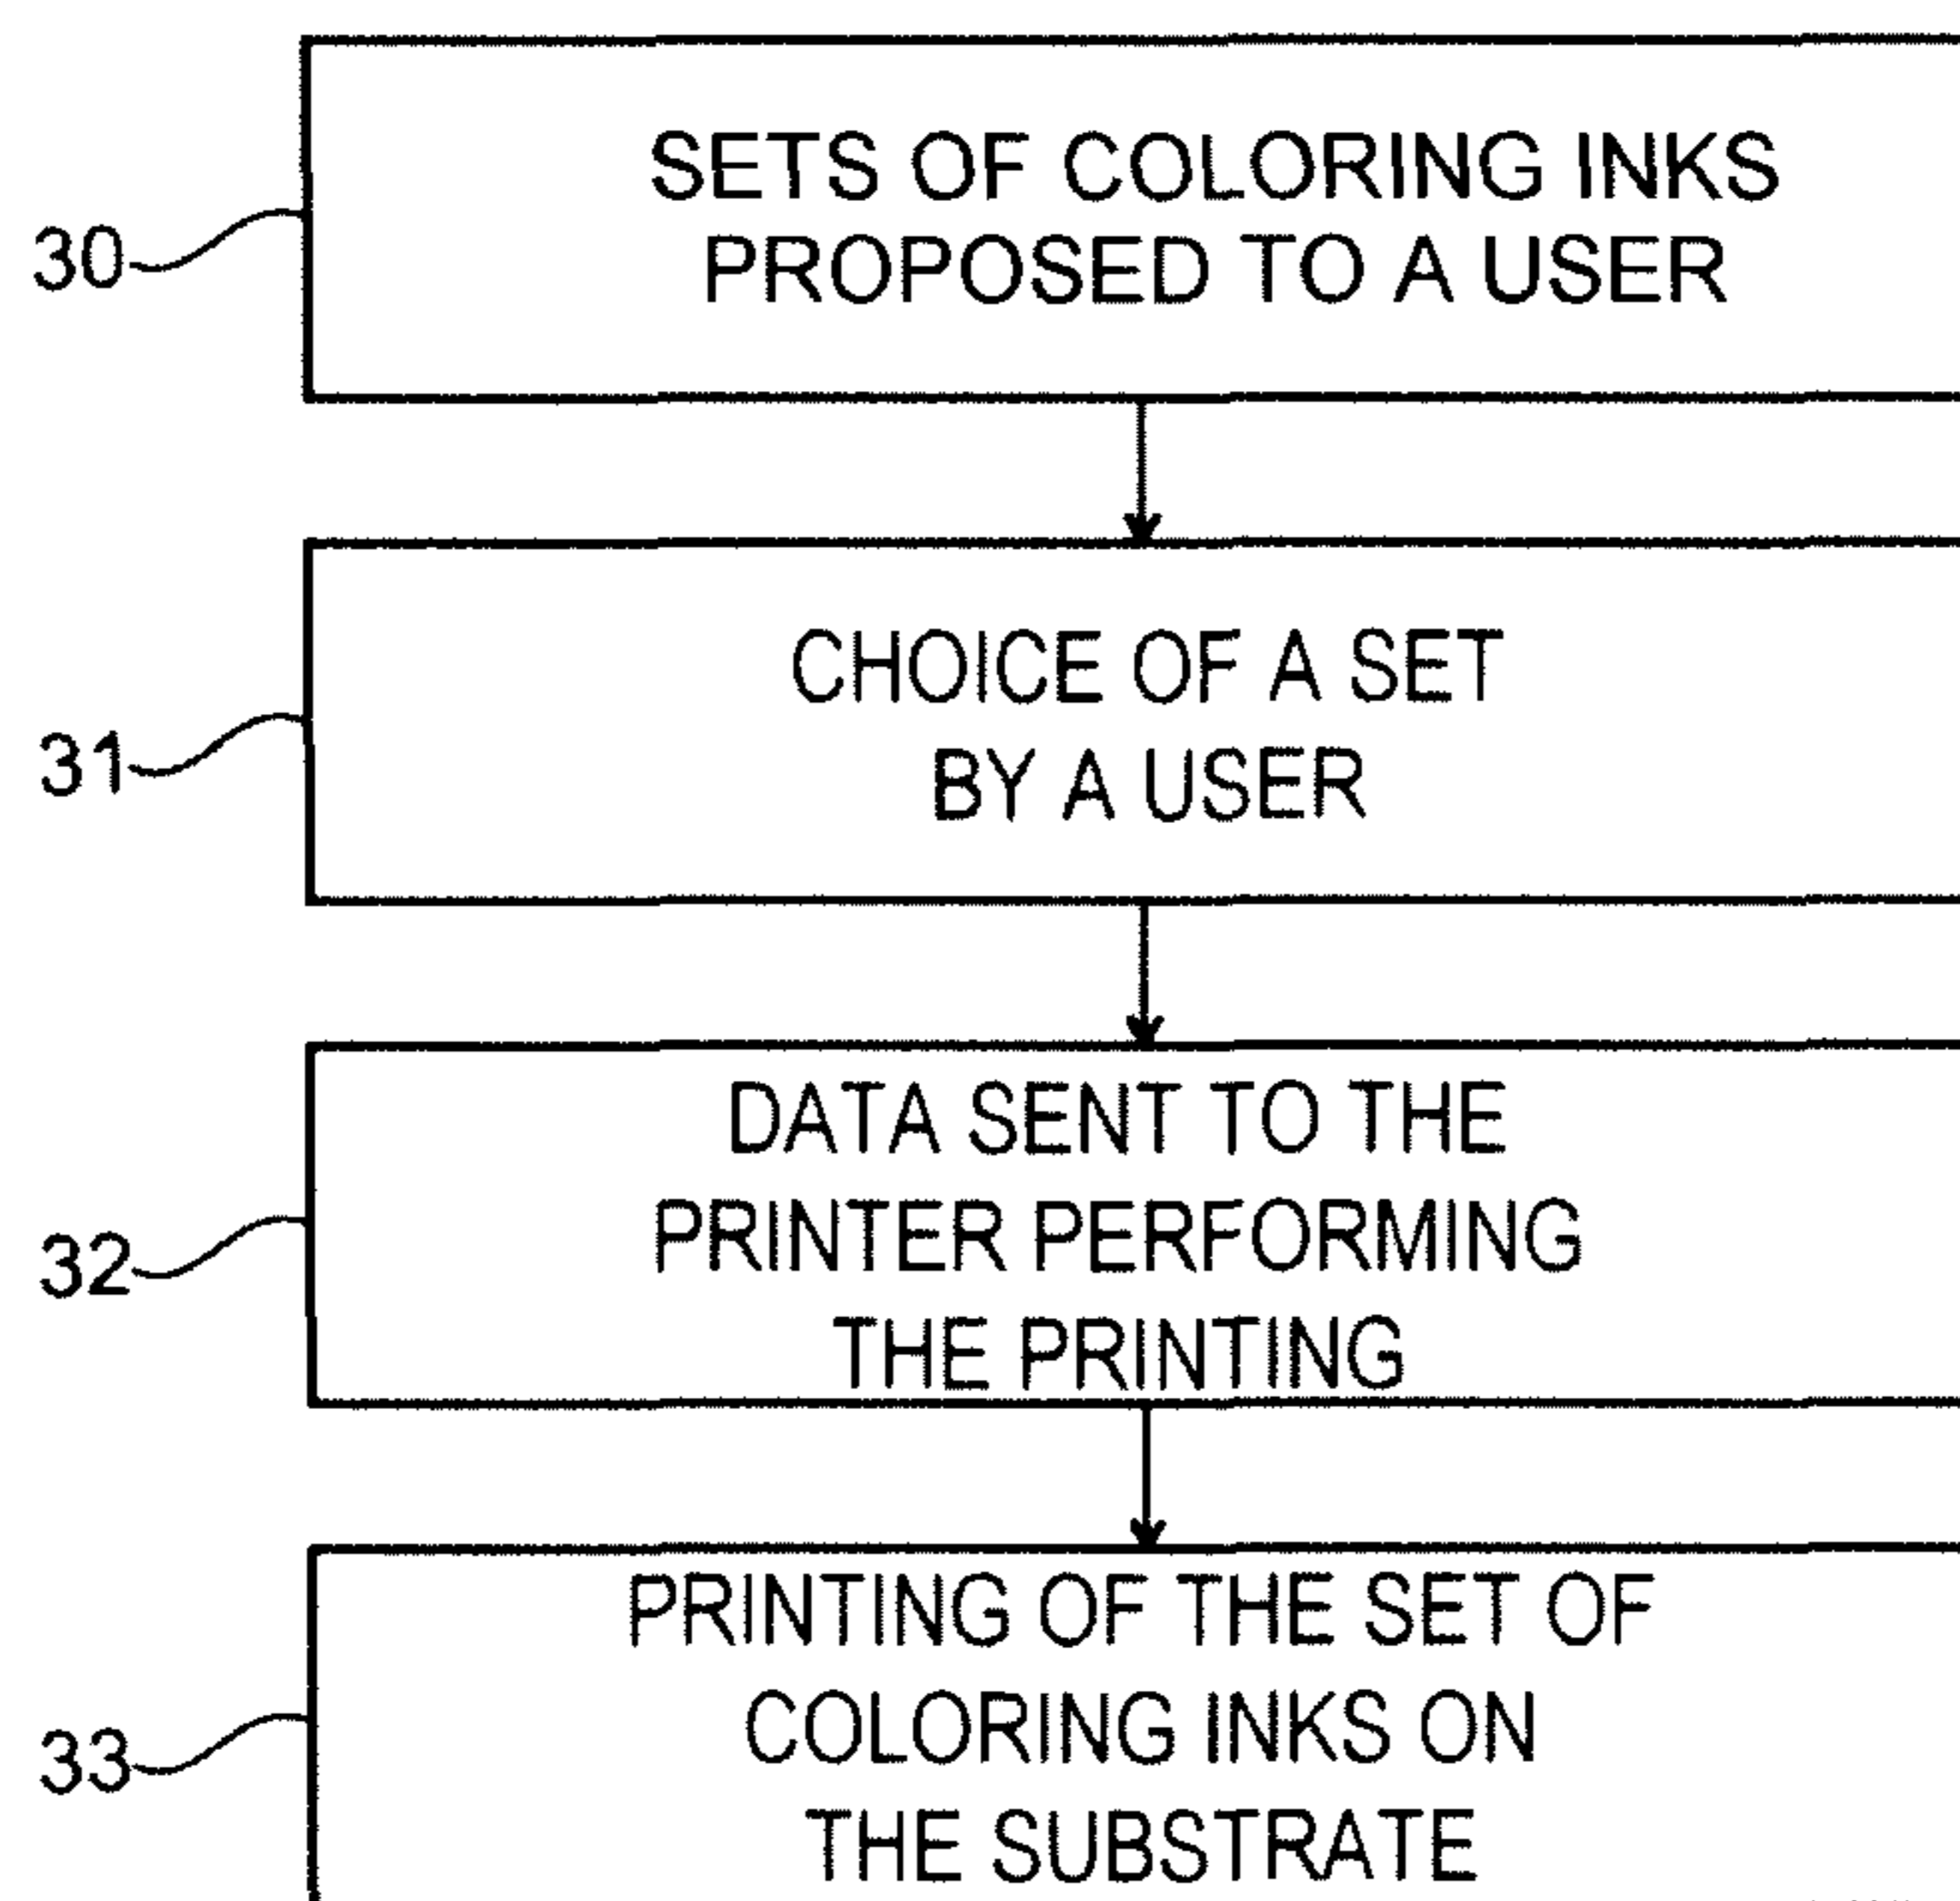 SETS OF COLORING INKS
PROPOSED TO A USER
30
CHOICE OF A SET
BY A USER
31
DATA SENT TO THE
PRINTER PERFORMING
THE PRINTING
32
PRINTING OF THE SET OF
COLORING INKS ON
THE SUBSTRATE
33